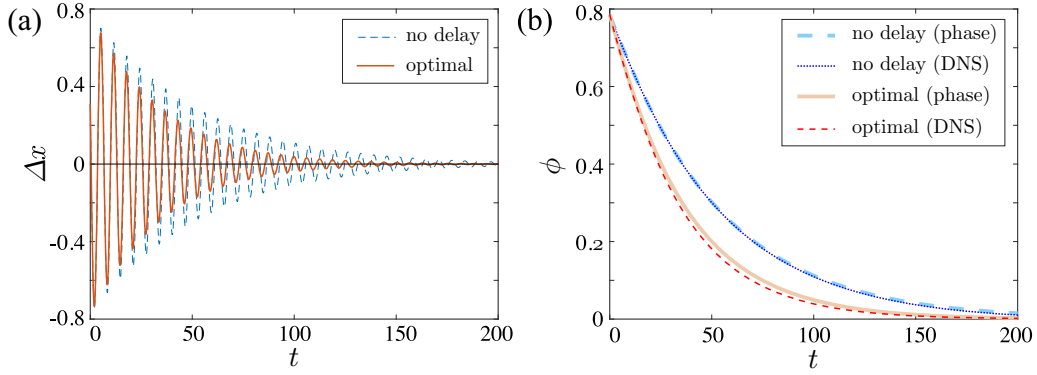 (a)
0.8
0.4
0
-0.4
-0.8
Δx
0
50
100
150
200
t
no delay
optimal
(b)
0.8
0.6
0.4
0.2
0
ϕ
0
50
100
150
200
t
no delay (phase)
no delay (DNS)
optimal (phase)
optimal (DNS)